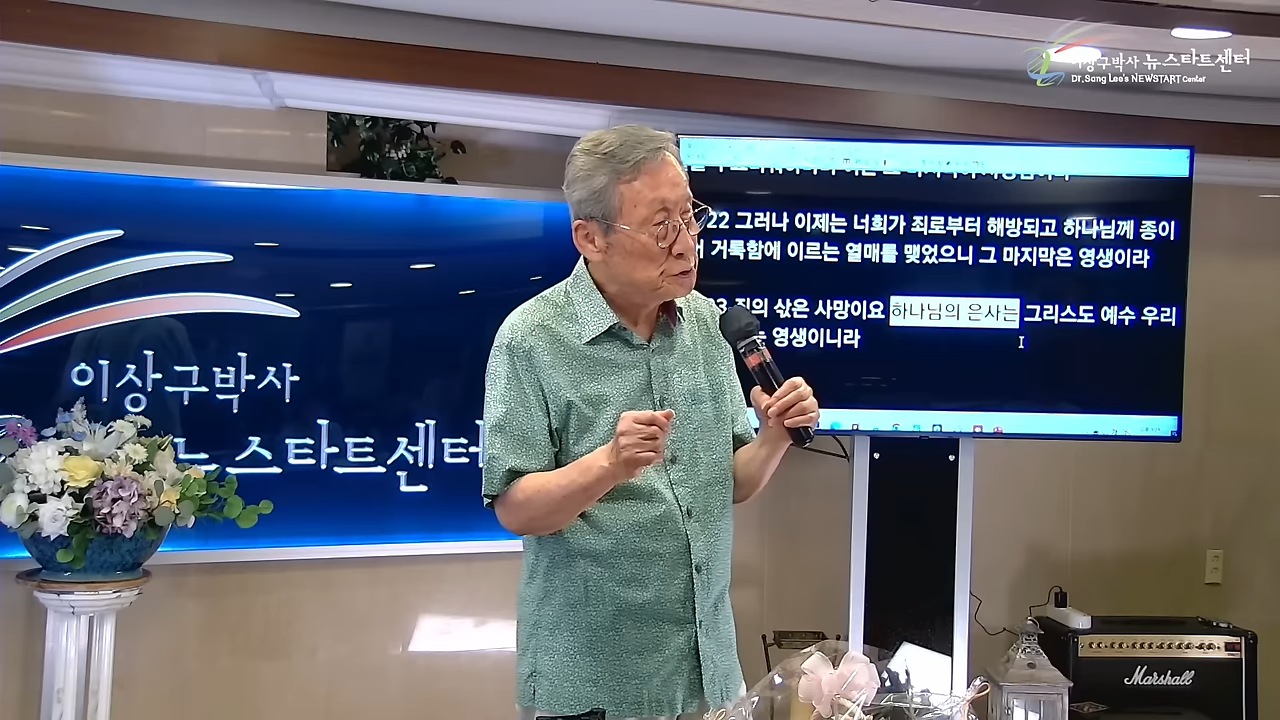 이상구박사 뉴스타트센터
Dr.Sang Lee's NEWSTART Center
22 그러나 이제는 너희가 죄로부터 해방되고 하나님께 종이
거룩함에 이르는 열매를 맺었으니 그 마지막은 영생이라
죄의 삯은 사망이요 하나님의 은사는 그리스도 예수 우리
영생이니라
이상구박사
뉴스타트센터
Marshall